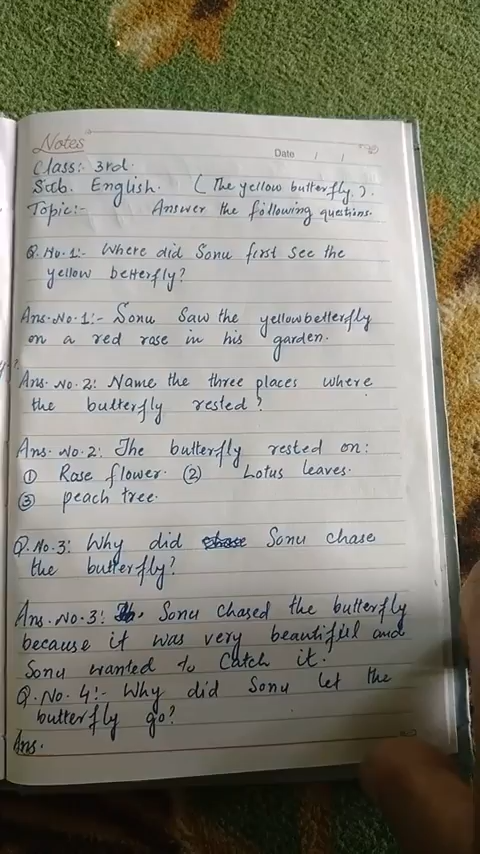 Notes
Date / /
Class:- 3rd.
Sub. English. (The yellow butterfly.).
Topic:- Answer the following questions.
Q.No.1:- Where did Sonu first see the
yellow betterfly?
Ans.No.1:- Sonu Saw the yellowbetterfly
on a red rose in his garden.
Ans. No.2: Name the three places where
the butterfly rested?
Ans. No.2: The butterfly rested on:
① Rose flower. ② Lotus leaves.
③ peach tree.
Q.No.3: Why did Sonu chase
the butterfly?
Ans. No.3: Sonu chased the butterfly
because it was very beautiful and
Sonu wanted to Catch it.
Q.No. 4:- Why did Sonu let the
butterfly go?
Ans.